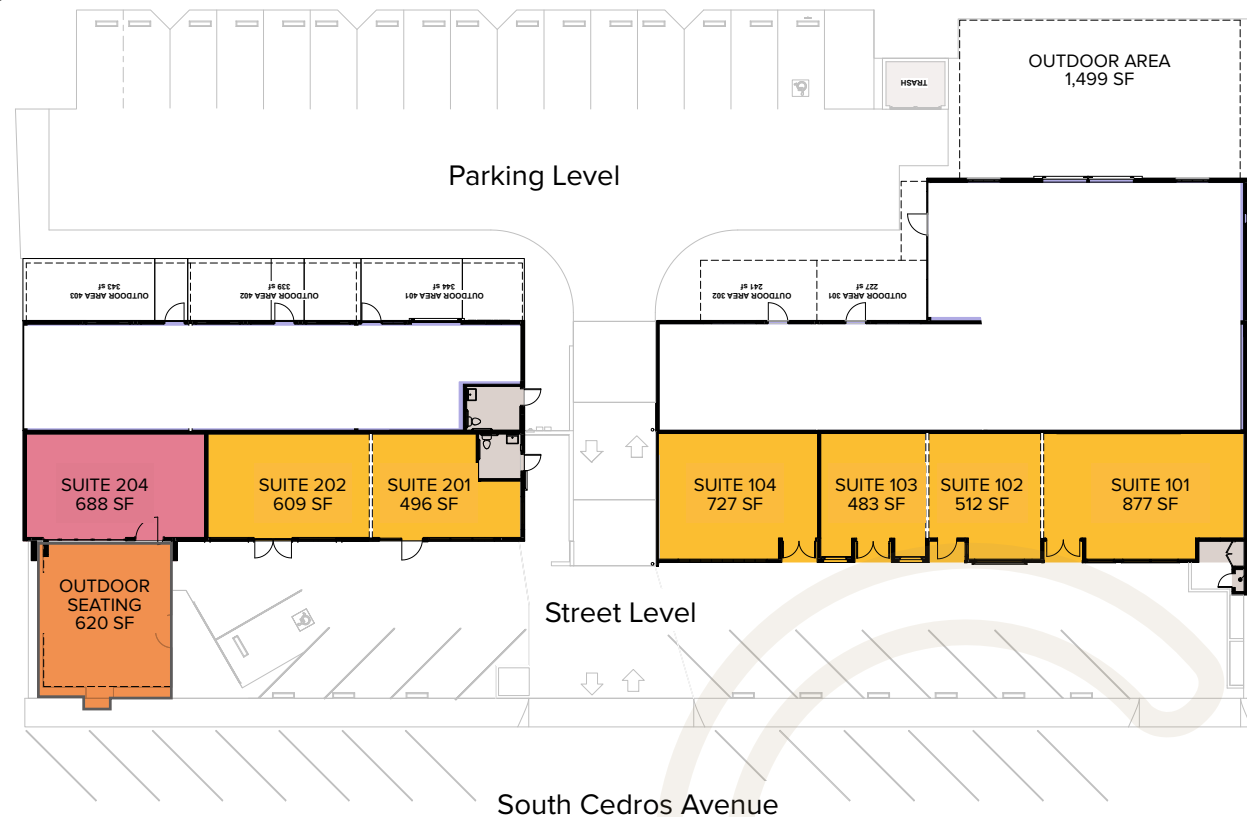 OUTDOOR AREA
1,499 SF
TRASH
Parking Level
OUTDOOR AREA 403
343 sf
OUTDOOR AREA 402
339 sf
OUTDOOR AREA 401
344 sf
OUTDOOR AREA 302
241 sf
OUTDOOR AREA 301
227 sf
SUITE 204
688 SF
SUITE 202
609 SF
SUITE 201
496 SF
SUITE 104
727 SF
SUITE 103
483 SF
SUITE 102
512 SF
SUITE 101
877 SF
OUTDOOR
SEATING
620 SF
Street Level
South Cedros Avenue